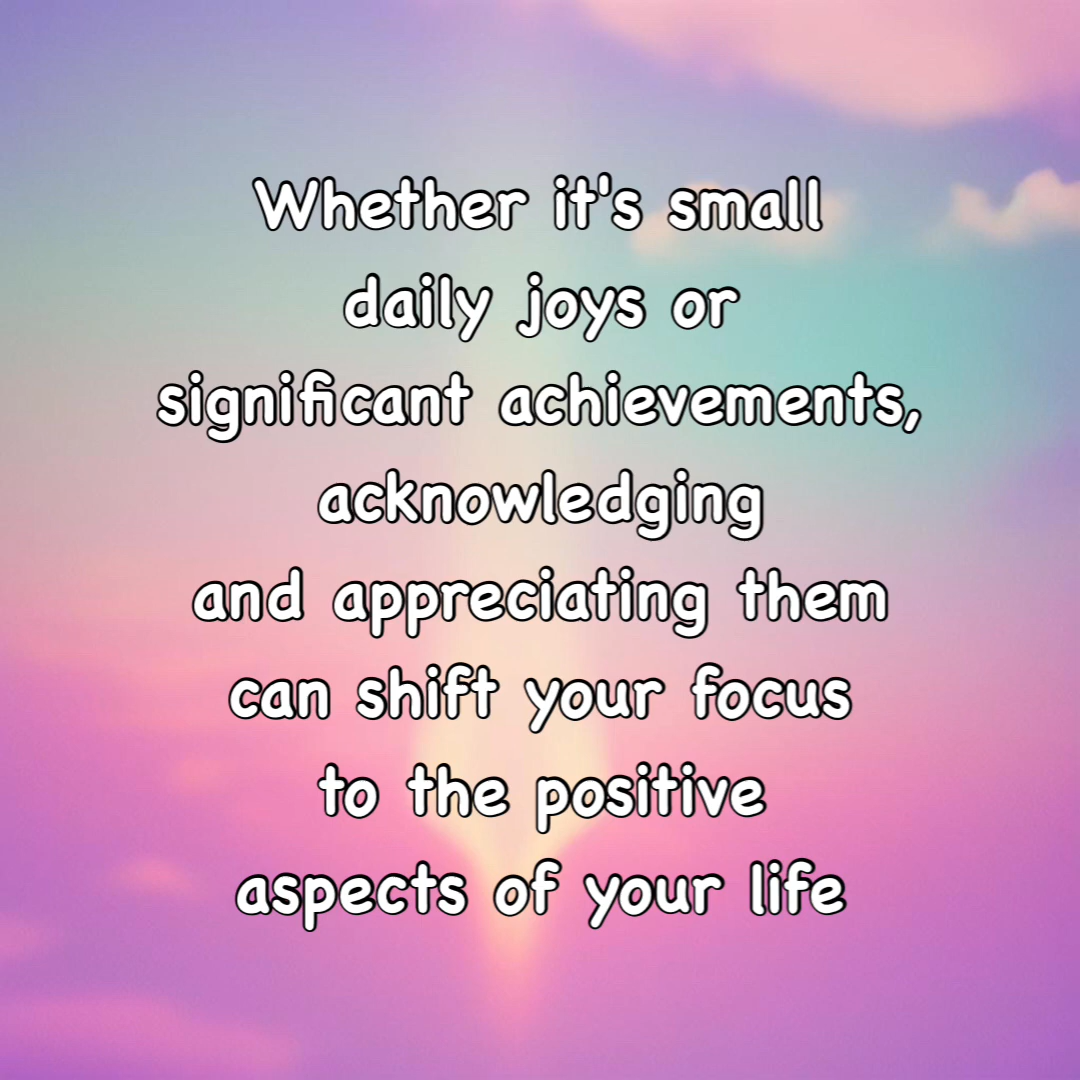 Whether it's small
daily joys or
significant achievements,
acknowledging
and appreciating them
can shift your focus
to the positive
aspects of your life